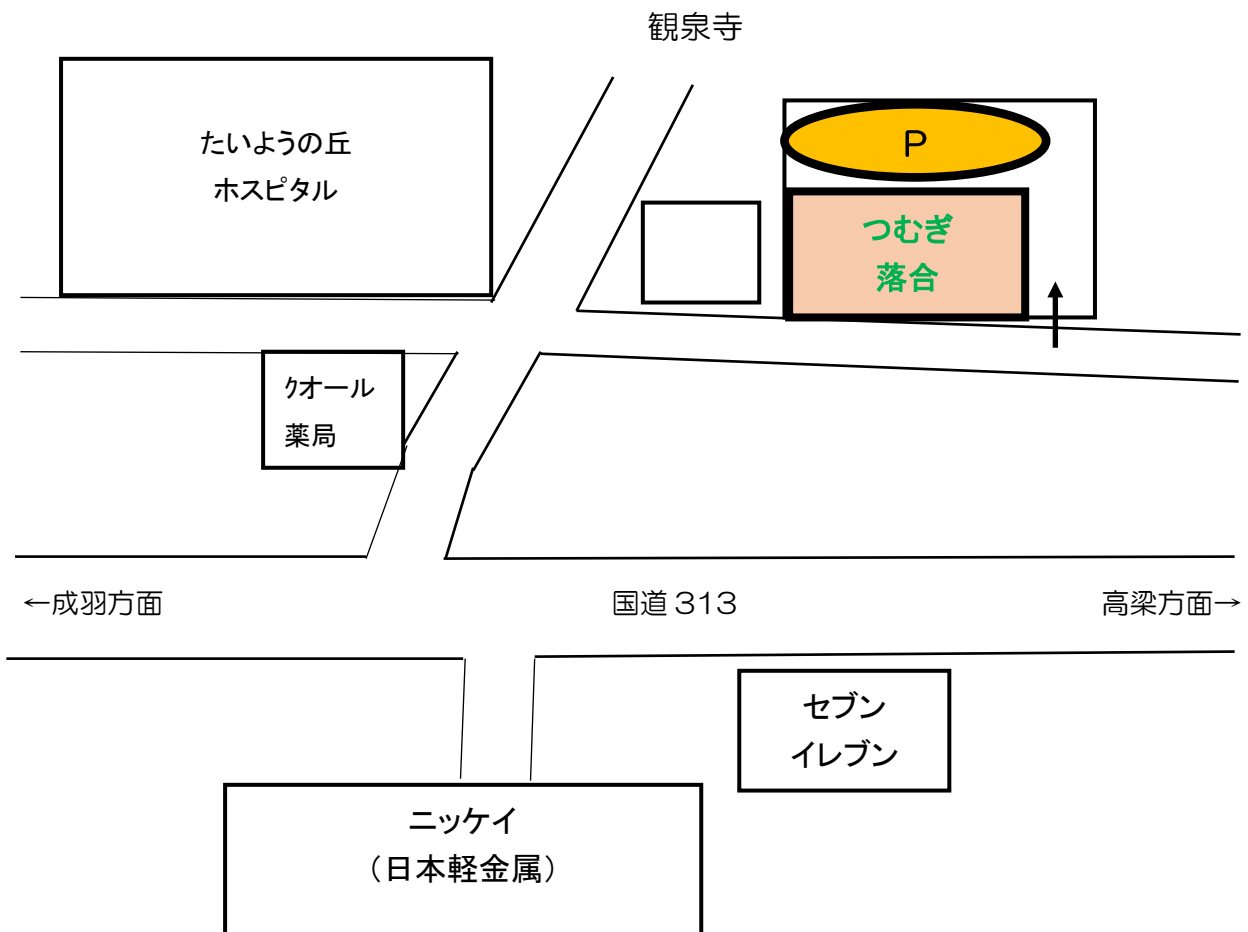 観泉寺
たいようの丘
ホスピタル
P
つむぎ
落合
ｸオール
薬局
←成羽方面
国道313
高梁方面→
セブン
イレブン
ニッケイ
（日本軽金属）